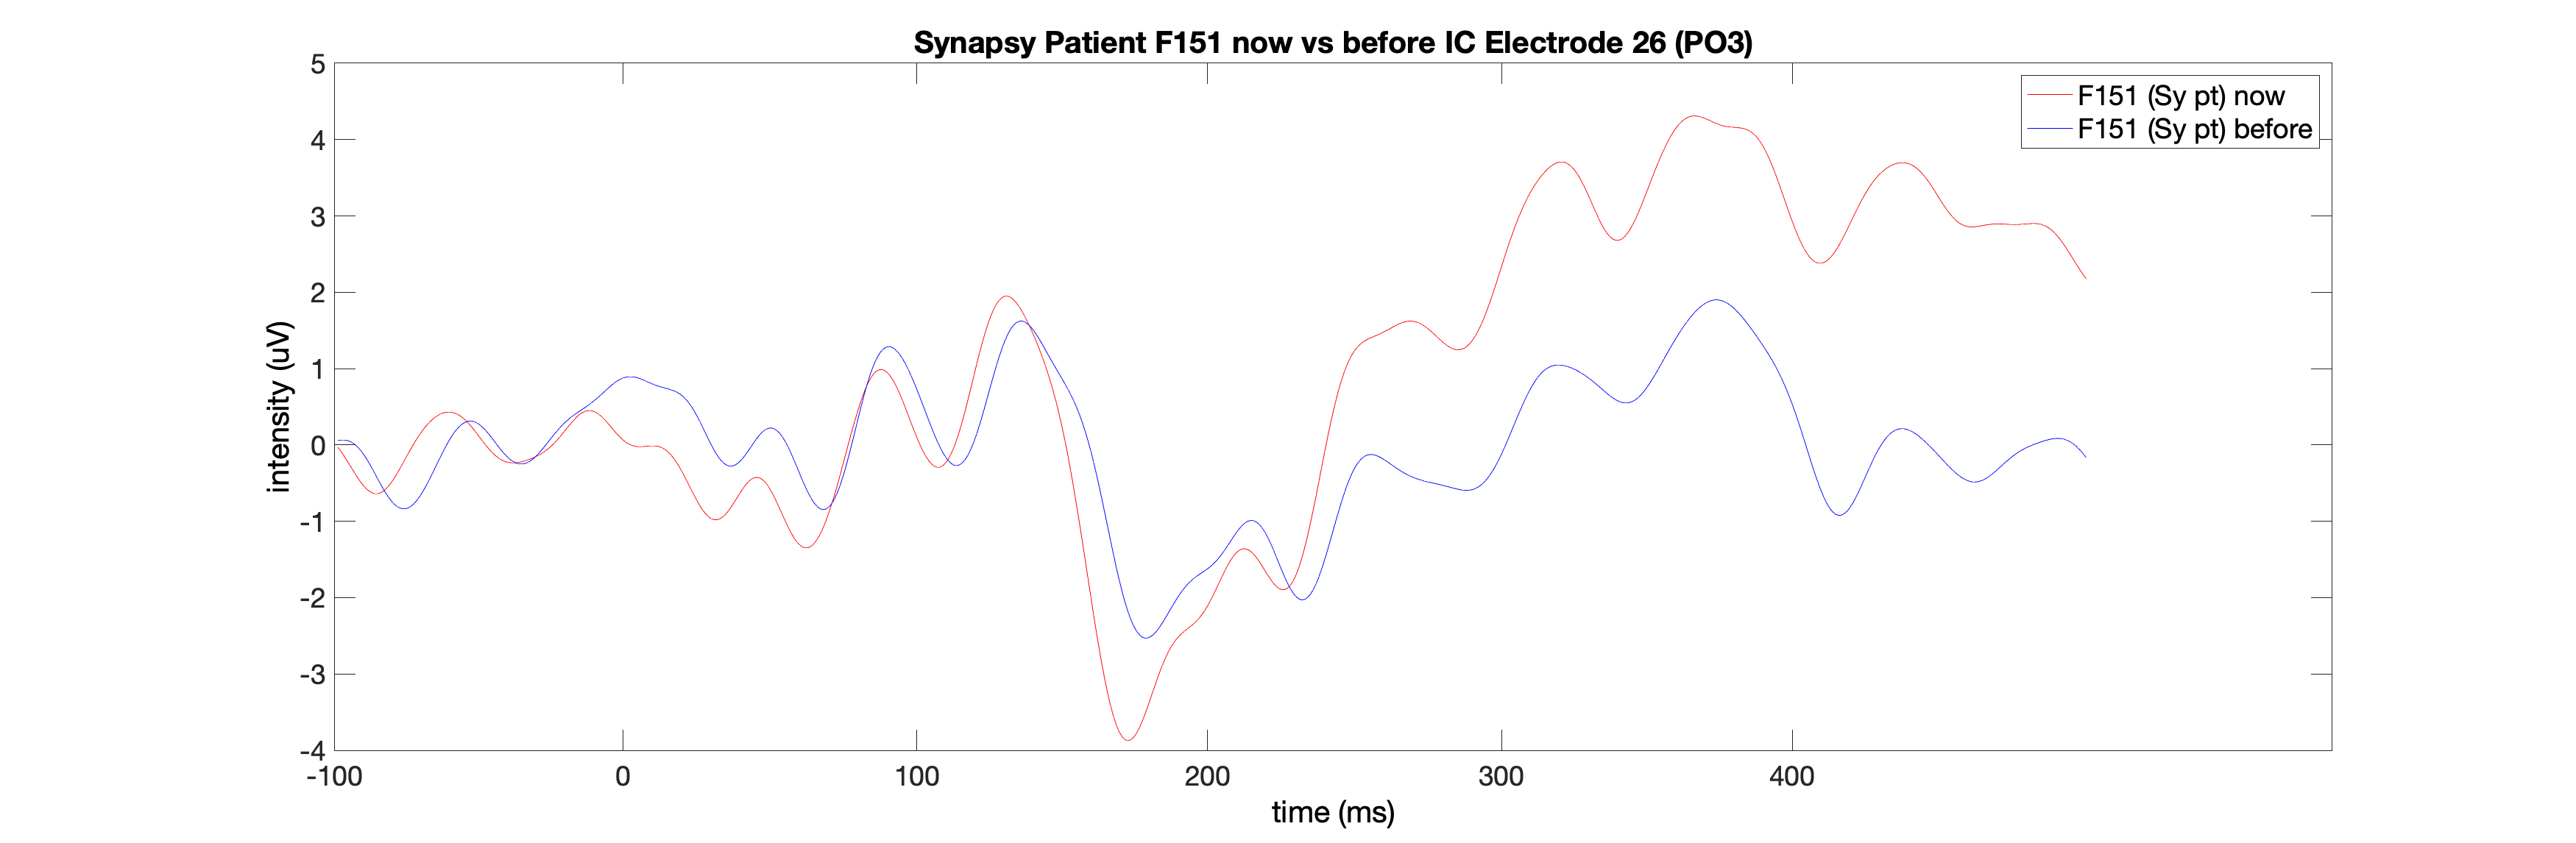 Synapsy Patient F151 now vs before IC Electrode 26 (PO3)
F151 (Sy pt) now
F151 (Sy pt) before
intensity (uV)
5
4
3
2
1
0
-1
-2
-3
-4
-100 0 100 200 300 400
time (ms)